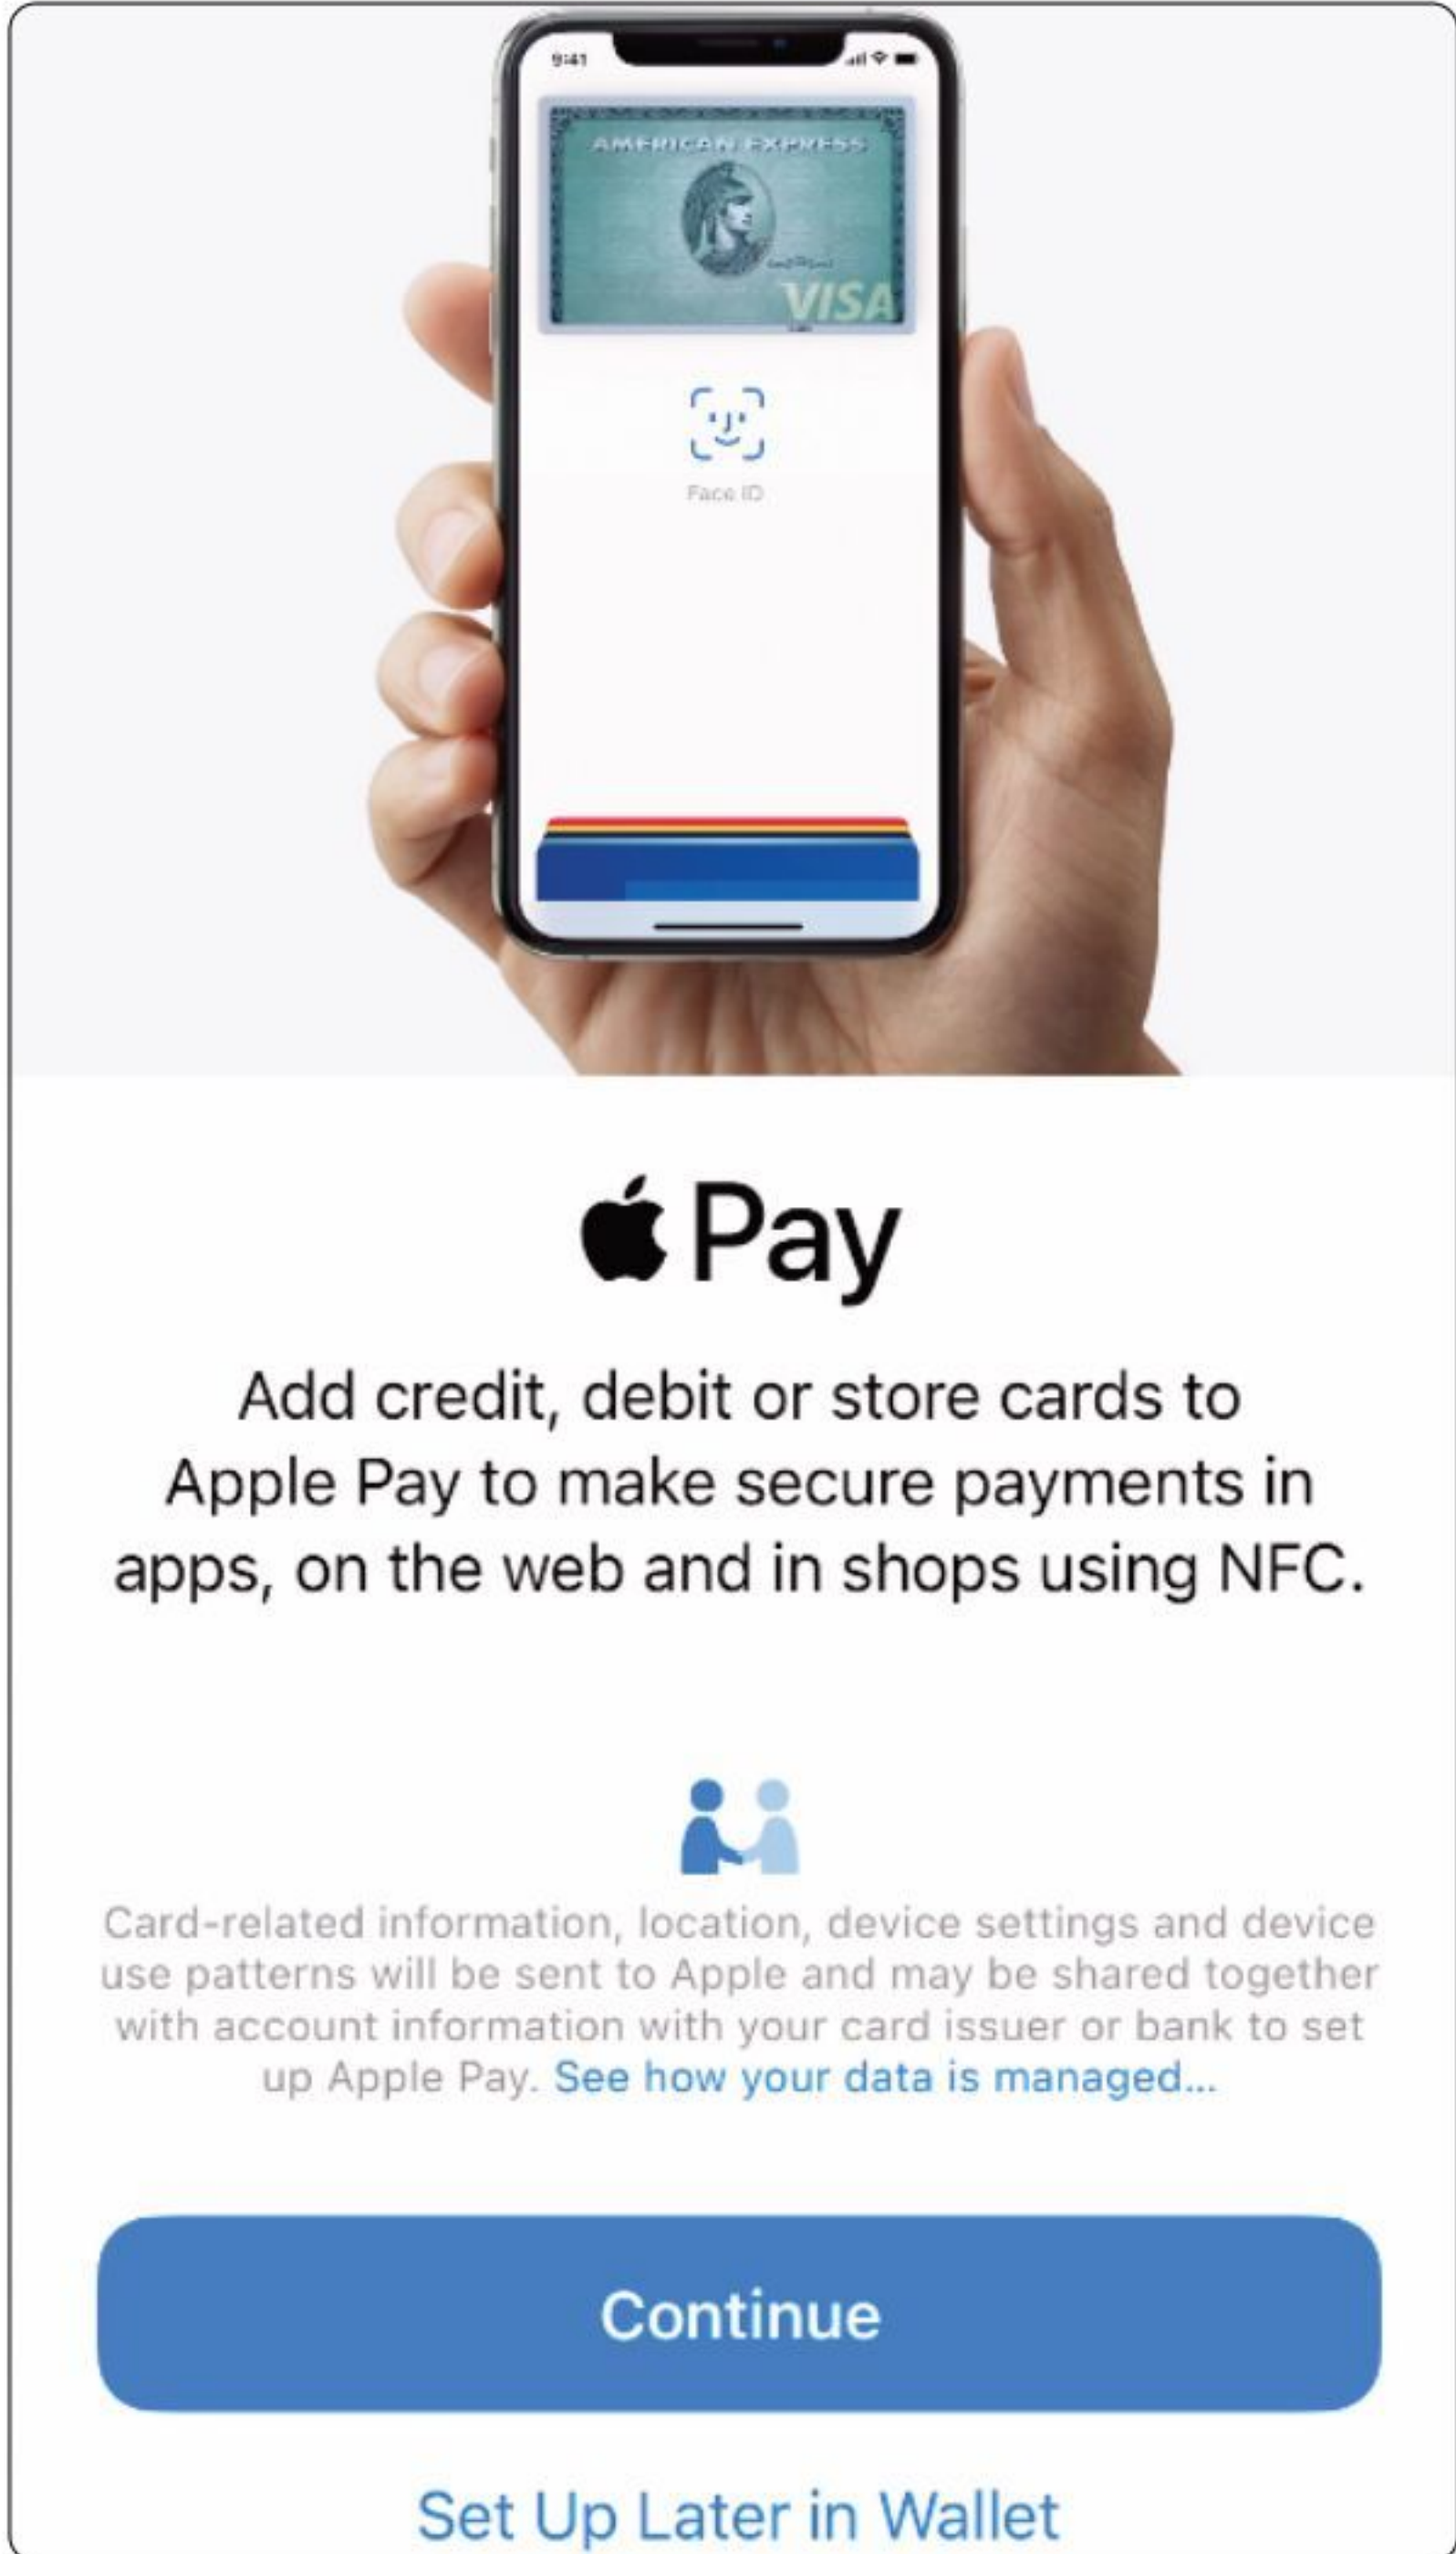 9:41
AMERICAN EXPRESS
VISA
Face ID
Pay
Add credit, debit or store cards to
Apple Pay to make secure payments in
apps, on the web and in shops using NFC.
Card-related information, location, device settings and device
use patterns will be sent to Apple and may be shared together
with account information with your card issuer or bank to set
up Apple Pay. See how your data is managed...
Continue
Set Up Later in Wallet